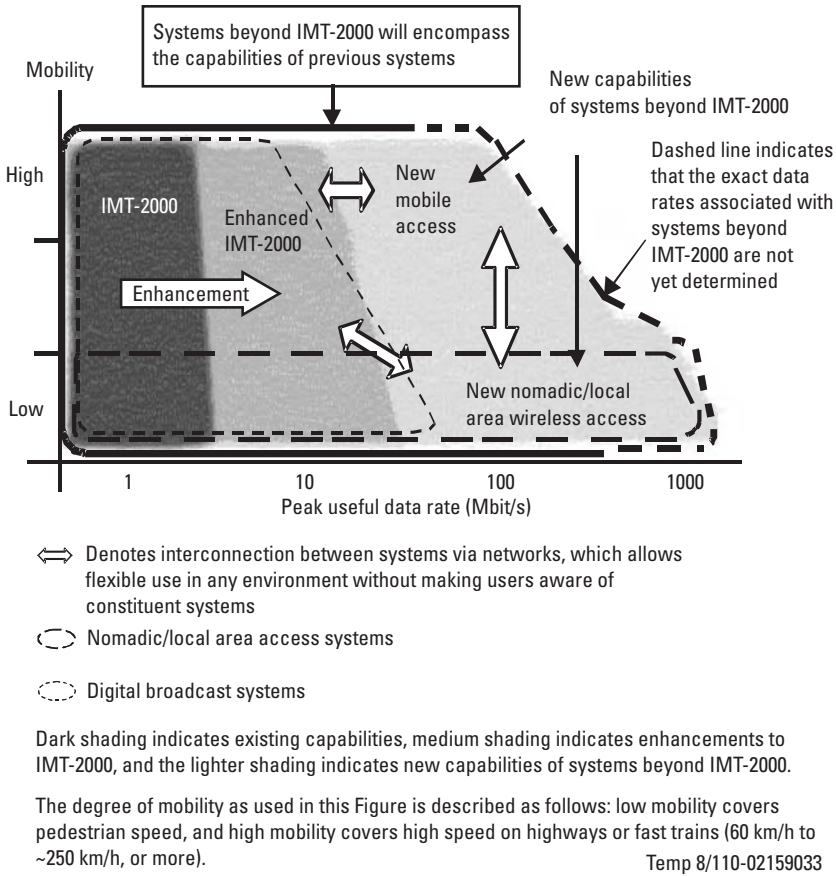 Systems beyond IMT-2000 will encompass
the capabilities of previous systems
Mobility
New capabilities
of systems beyond IMT-2000
Dashed line indicates
that the exact data
rates associated with
systems beyond
IMT-2000 are not
yet determined
High
IMT-2000
Enhanced
IMT-2000
New
mobile
access
Enhancement
Low
New nomadic/local
area wireless access
1
10
100
1000
Peak useful data rate (Mbit/s)
Denotes interconnection between systems via networks, which allows
flexible use in any environment without making users aware of
constituent systems
Nomadic/local area access systems
Digital broadcast systems
Dark shading indicates existing capabilities, medium shading indicates enhancements to
IMT-2000, and the lighter shading indicates new capabilities of systems beyond IMT-2000.
The degree of mobility as used in this Figure is described as follows: low mobility covers
pedestrian speed, and high mobility covers high speed on highways or fast trains (60 km/h to
~250 km/h, or more).
Temp 8/110-02159033